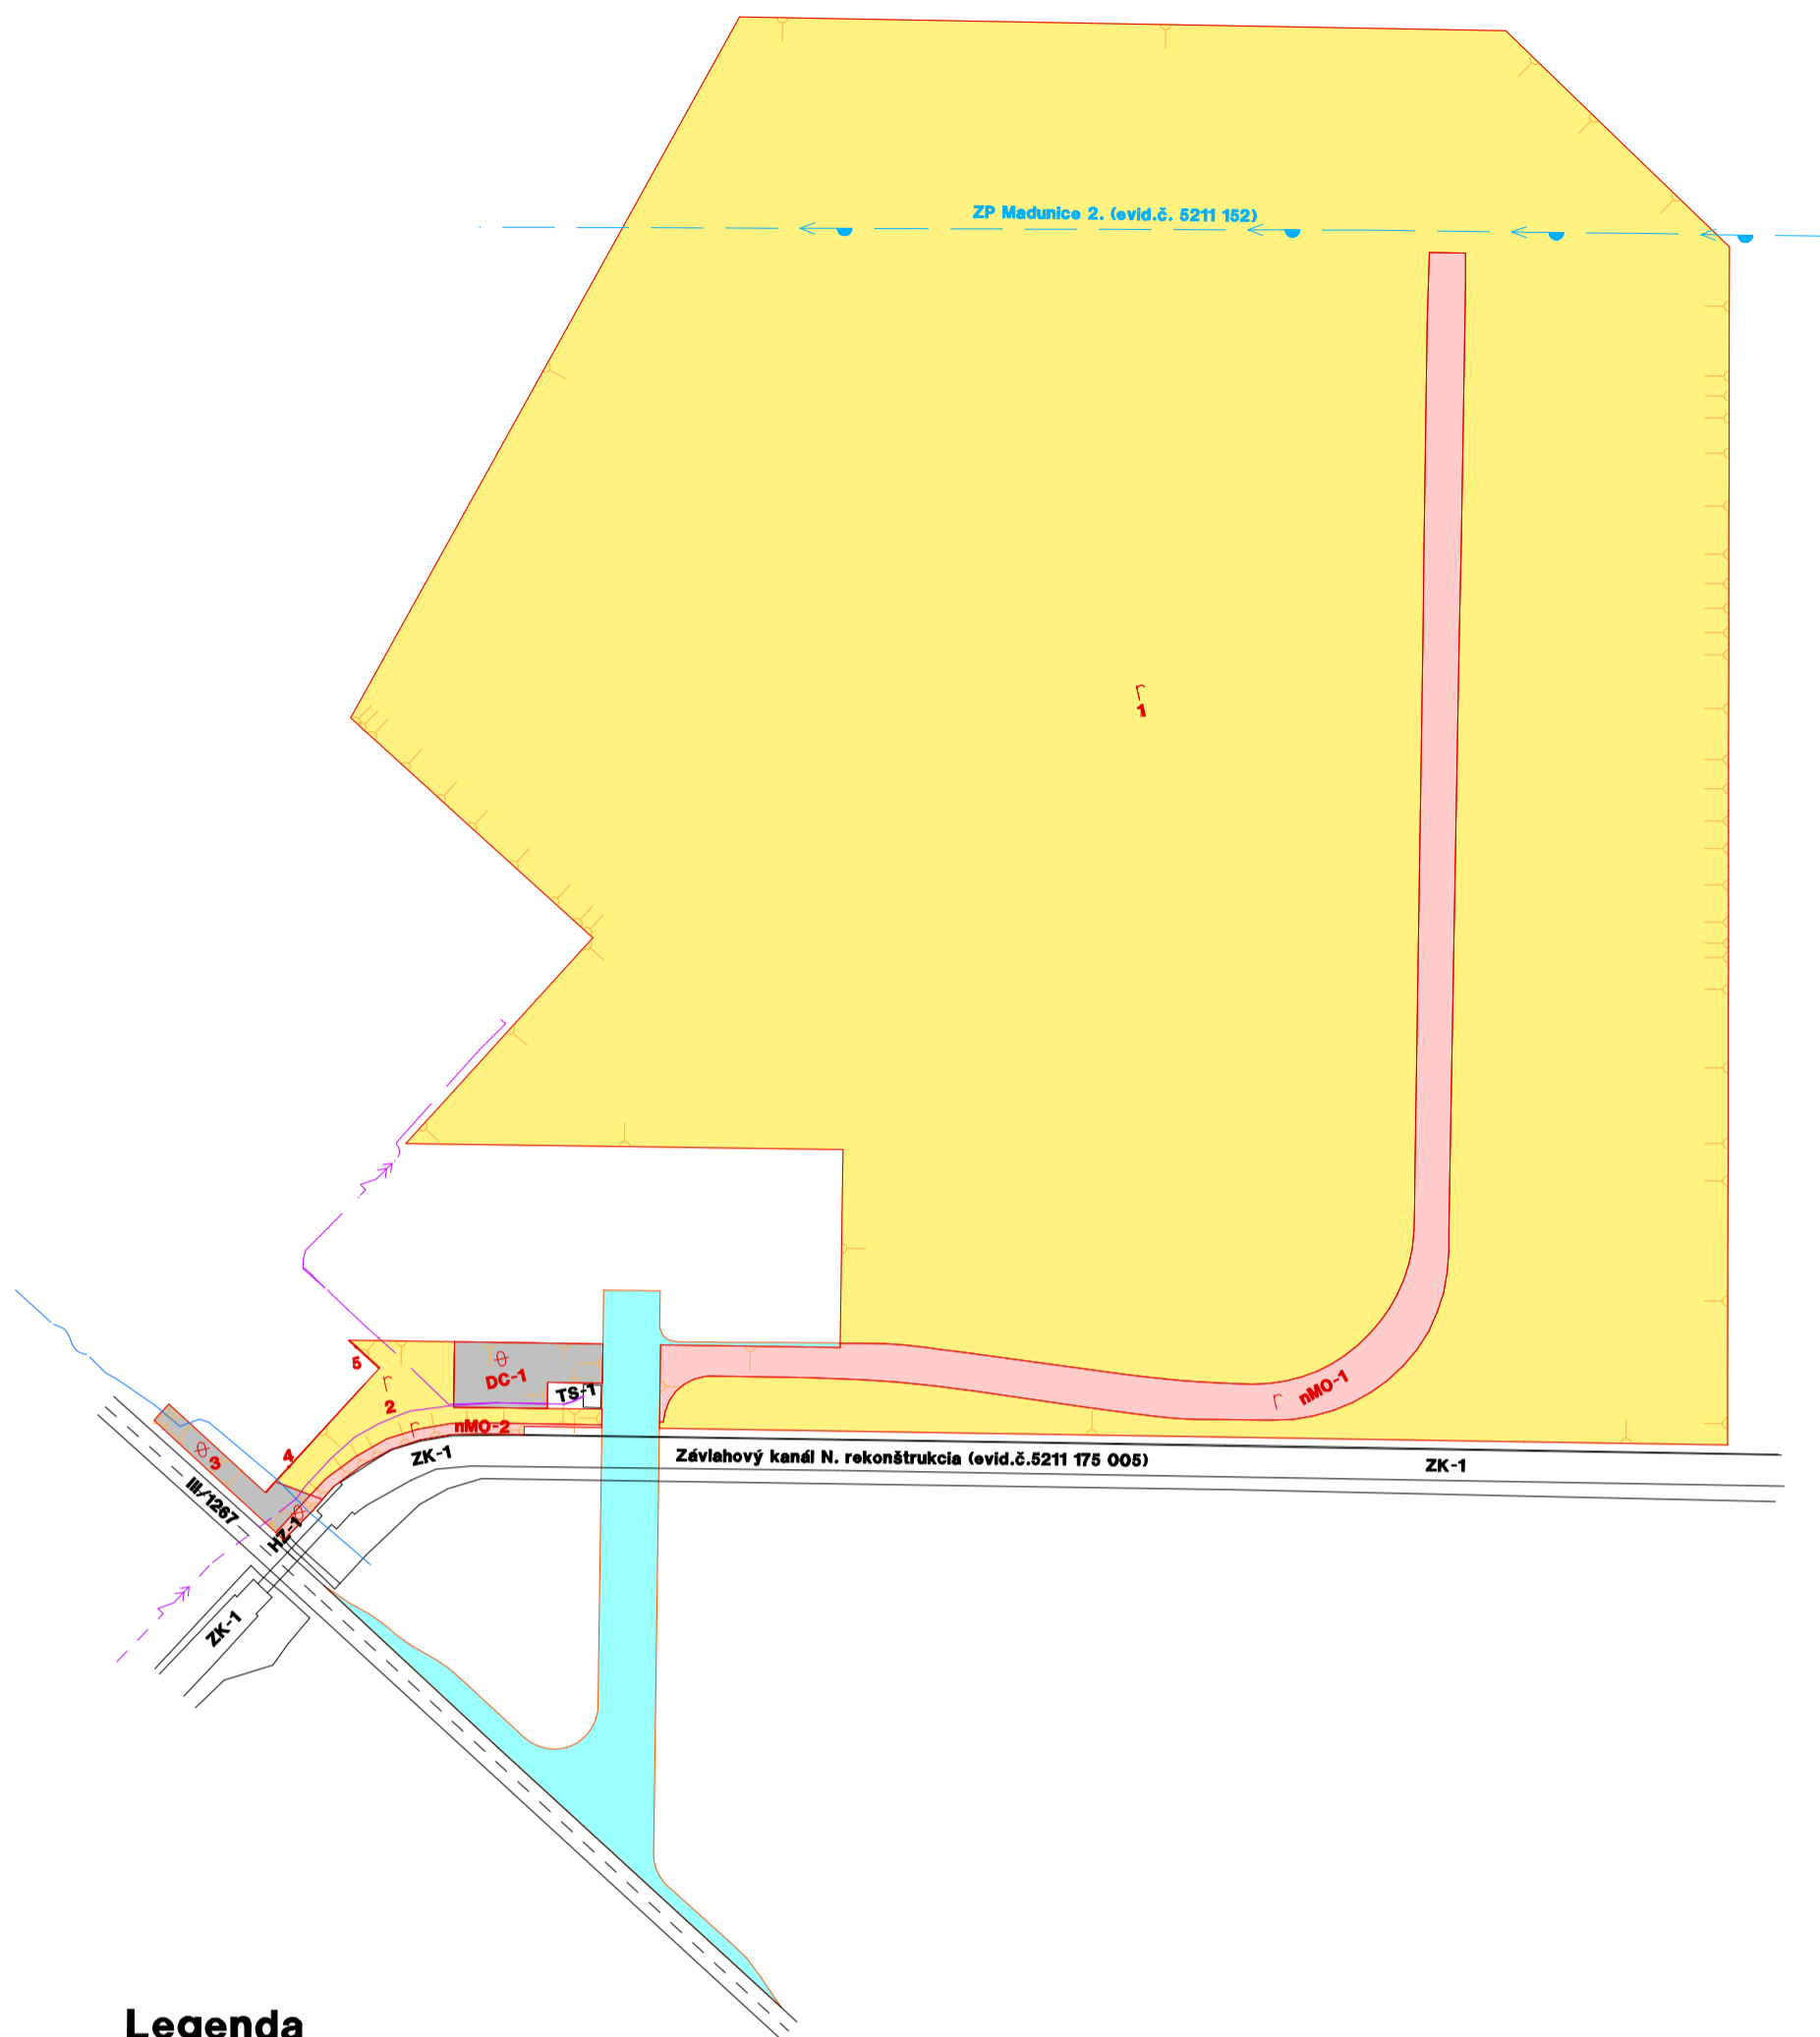 ZP Madunice 2. (evid.č. 5211 152)
r
1
5
r
2
DC-1
TS-1
r
nMO-2
r
nMO-1
4
3
ZK-1
Závlahový kanál N. rekonštrukcia (evid.č.5211 175 005)
ZK-1
III/1267
HZ-1
ZK-1
Legenda